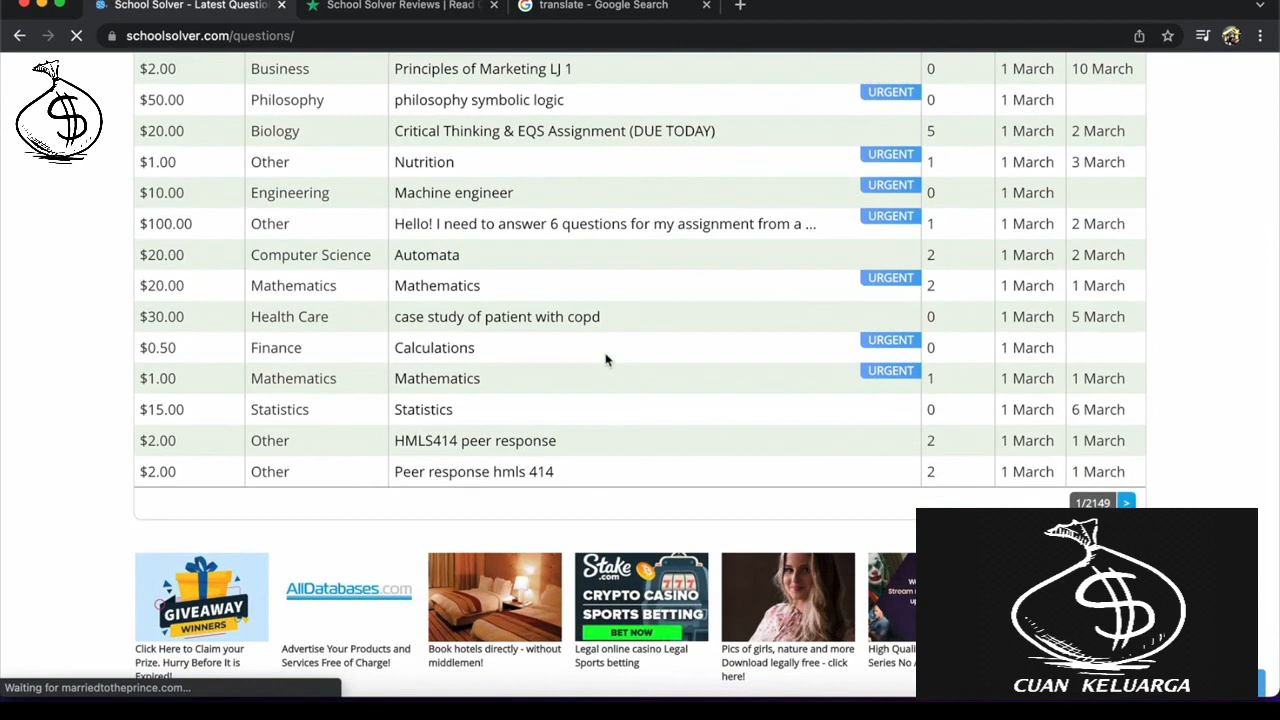 School Solver - Latest Questio
School Solver Reviews | Read
translate - Google Search
schoolsolver.com/questions/
$2.00 Business Principles of Marketing LJ 1 0 1 March 10 March
$50.00 Philosophy philosophy symbolic logic URGENT 0 1 March
$20.00 Biology Critical Thinking & EQS Assignment (DUE TODAY) 5 1 March 2 March
$1.00 Other Nutrition URGENT 1 1 March 3 March
$10.00 Engineering Machine engineer URGENT 0 1 March
$100.00 Other Hello! I need to answer 6 questions for my assignment from a ... URGENT 1 1 March 2 March
$20.00 Computer Science Automata 2 1 March 2 March
$20.00 Mathematics Mathematics URGENT 2 1 March 1 March
$30.00 Health Care case study of patient with copd 0 1 March 5 March
$0.50 Finance Calculations URGENT 0 1 March
$1.00 Mathematics Mathematics URGENT 1 1 March 1 March
$15.00 Statistics Statistics 0 1 March 6 March
$2.00 Other HMLS414 peer response 2 1 March 1 March
$2.00 Other Peer response hmls 414 2 1 March 1 March
1/2149 >
GIVEAWAY
WINNERS
Click Here to Claim your
Prize. Hurry Before It is
Expired!
AllDatabases.com
Advertise Your Products and
Services Free of Charge!
Book hotels directly - without
middlemen!
Stake
.com
777
CRYPTO CASINO
SPORTS BETTING
BET NOW
Legal online casino Legal
Sports betting
Pics of girls, nature and more
Download legally free - click
here!
High Qual
Series No
Waiting for marriedtotheprince.com...
$
$
CUAN KELUARGA